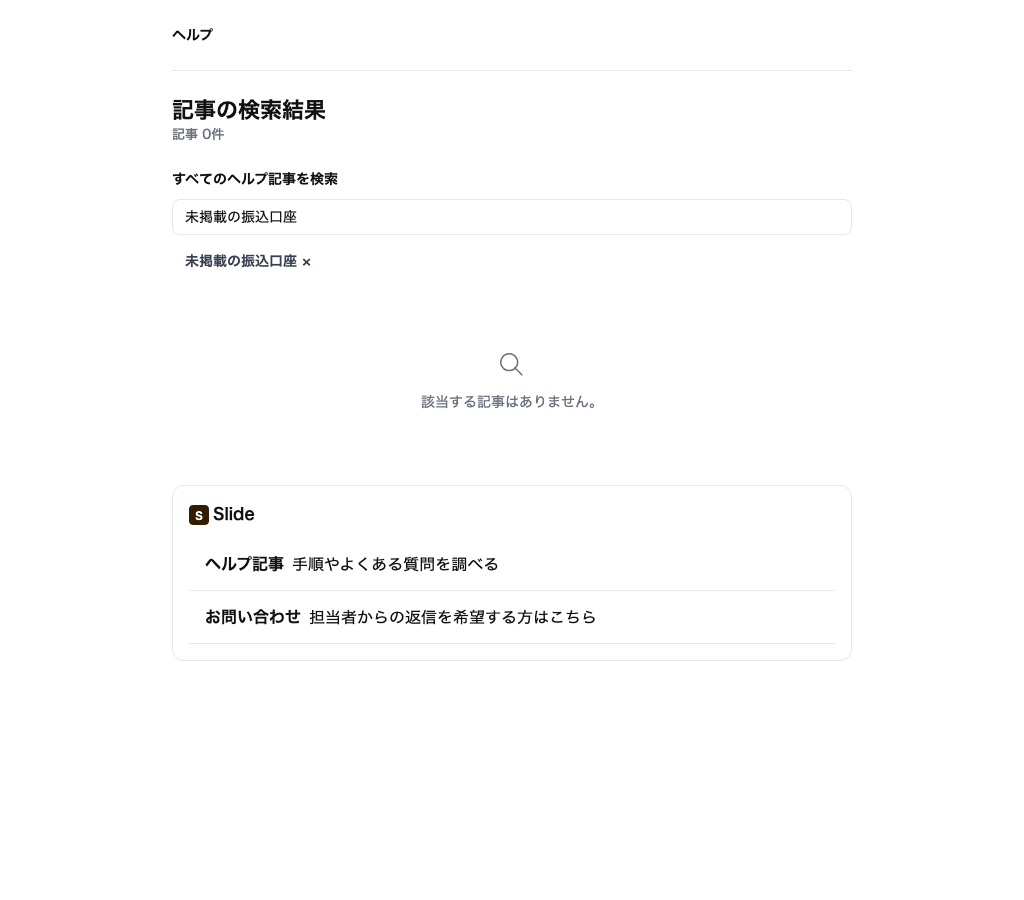 ヘルプ
記事の検索結果
記事 0件
すべてのヘルプ記事を検索
未掲載の振込口座
未掲載の振込口座 ×
該当する記事はありません。
S Slide
ヘルプ記事 手順やよくある質問を調べる
お問い合わせ 担当者からの返信を希望する方はこちら